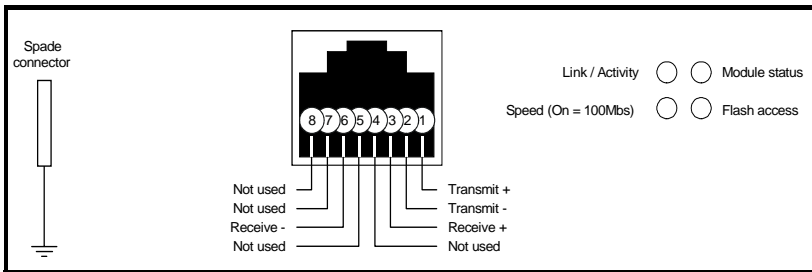 Spade
connector
8 7 6 5 4 3 2 1
Not used
Not used
Receive -
Not used
Transmit +
Transmit -
Receive +
Not used
Link / Activity
Module status
Speed (On = 100Mbs)
Flash access